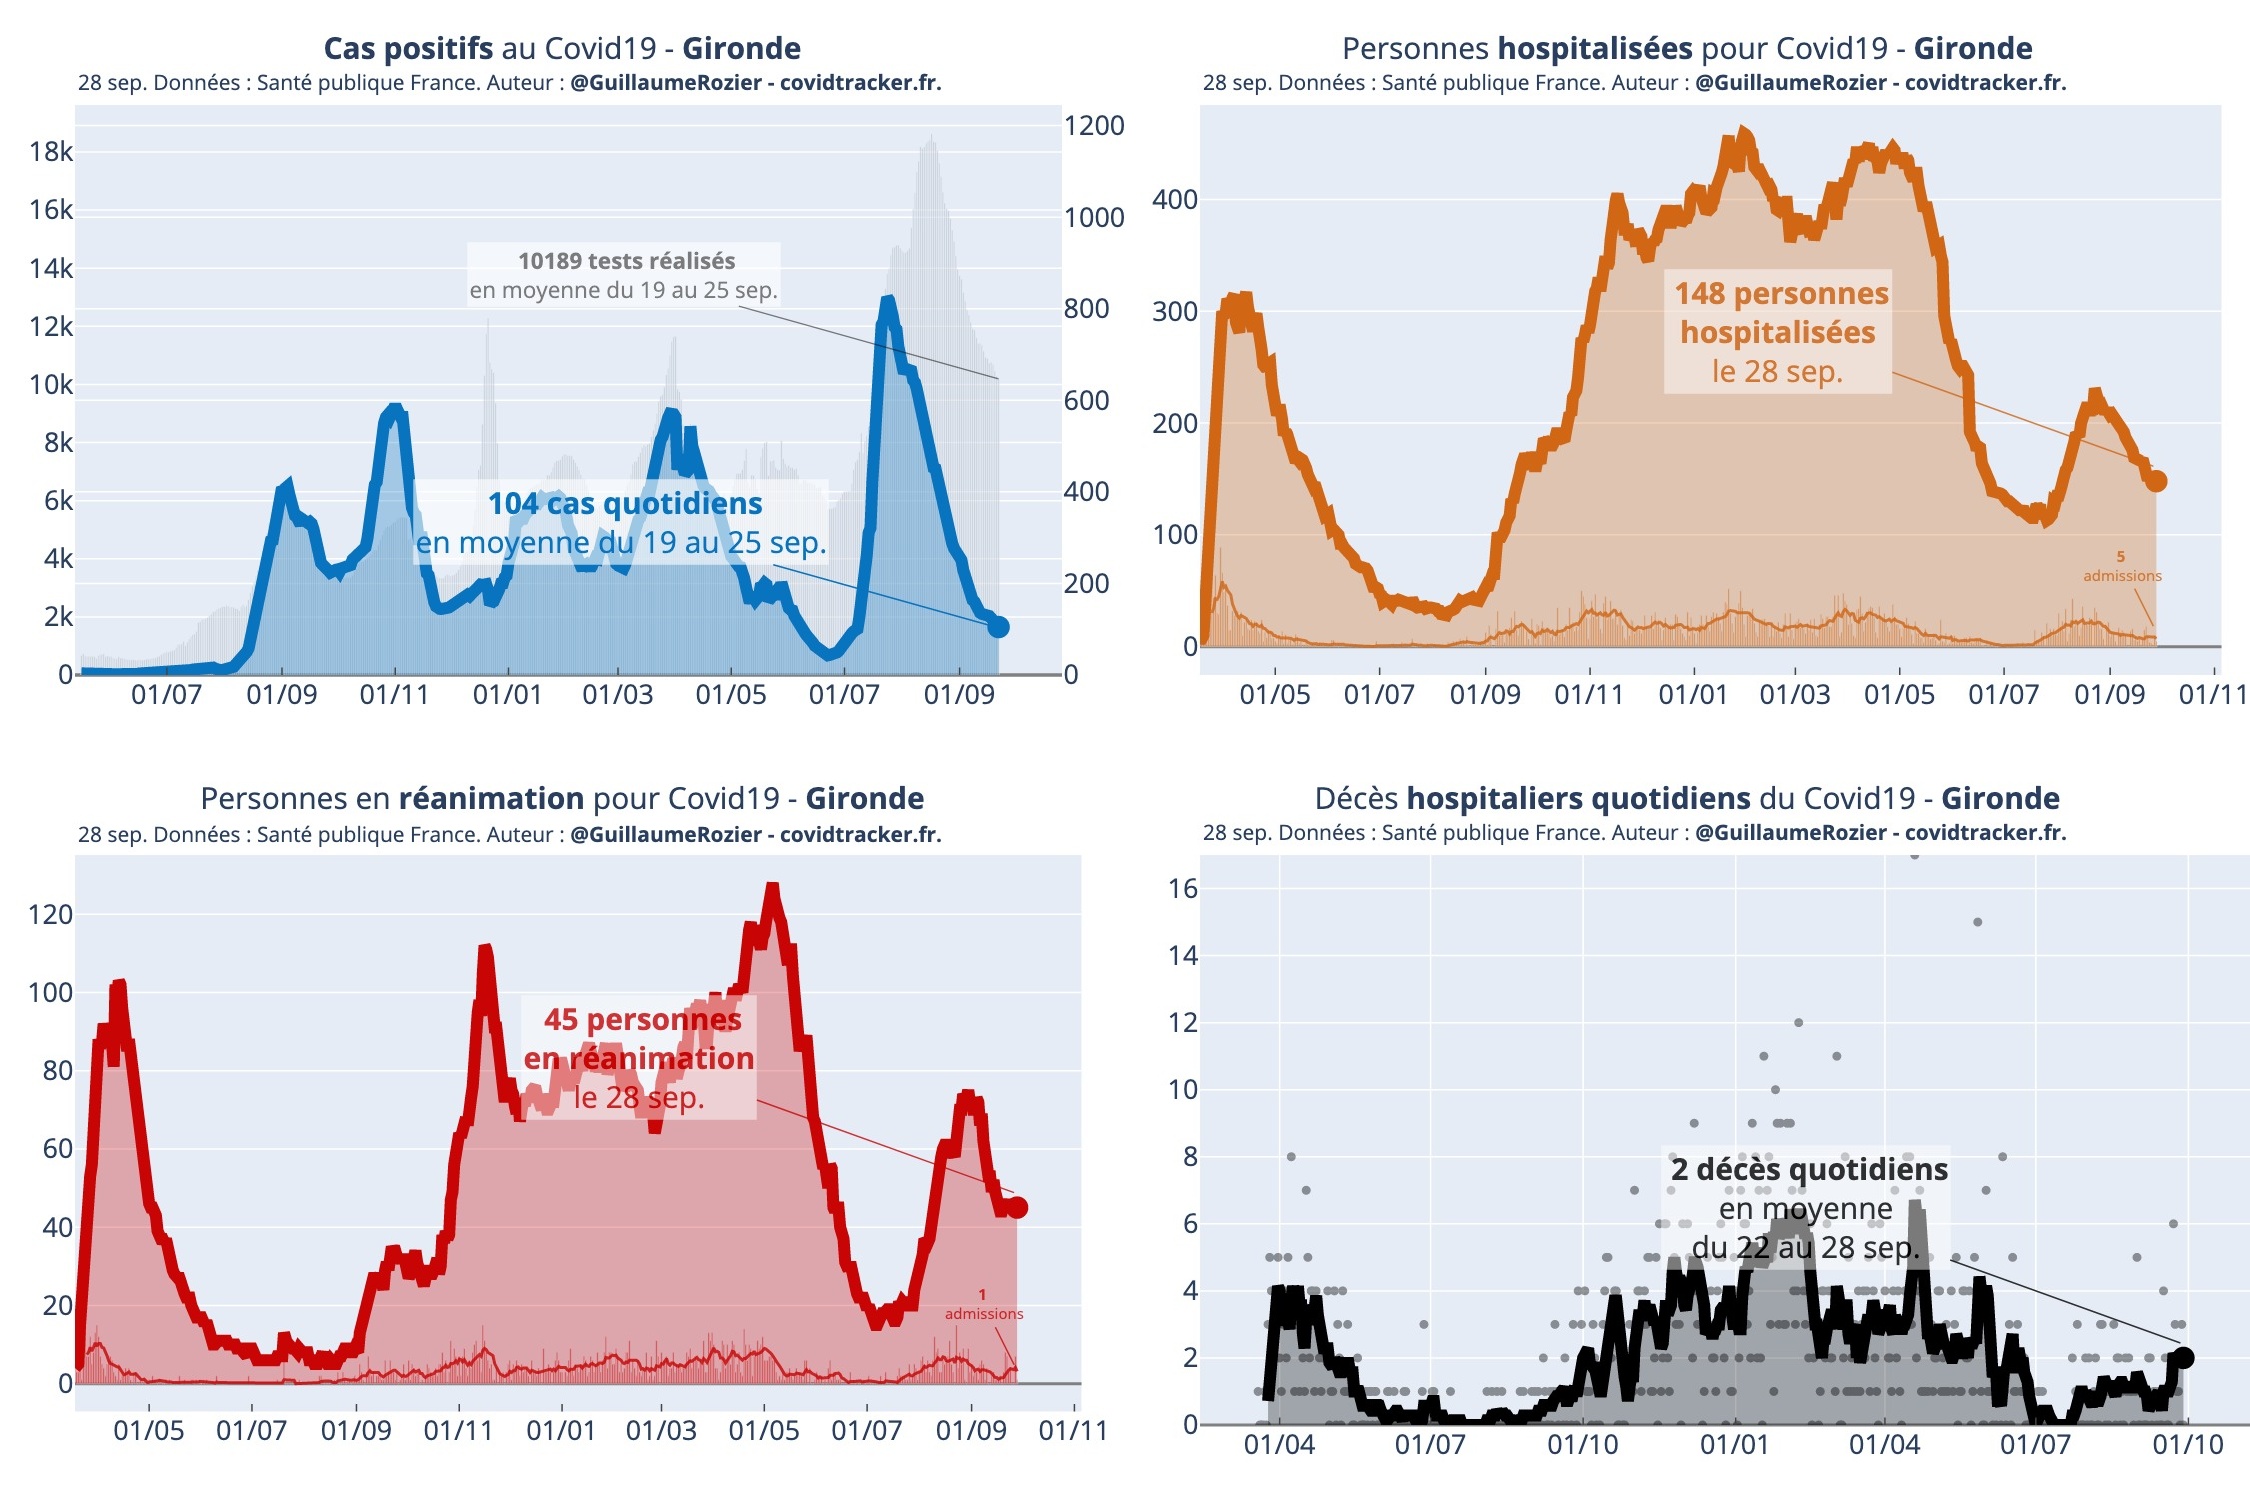 Cas positifs au Covid19 - Gironde
28 sep. Données : Santé publique France. Auteur : @GuillaumeRozier - covidtracker.fr.
18k
16k
14k
12k
10k
8k
6k
4k
2k
0
1200
1000
800
600
400
200
0
10189 tests réalisés
en moyenne du 19 au 25 sep.
104 cas quotidiens
en moyenne du 19 au 25 sep.
01/07 01/09 01/11 01/01 01/03 01/05 01/07 01/09
Personnes hospitalisées pour Covid19 - Gironde
28 sep. Données : Santé publique France. Auteur : @GuillaumeRozier - covidtracker.fr.
400
300
200
100
0
148 personnes
hospitalisées
le 28 sep.
5
admissions
01/05 01/07 01/09 01/11 01/01 01/03 01/05 01/07 01/09 01/11
Personnes en réanimation pour Covid19 - Gironde
28 sep. Données : Santé publique France. Auteur : @GuillaumeRozier - covidtracker.fr.
120
100
80
60
40
20
0
45 personnes
en réanimation
le 28 sep.
1
admissions
01/05 01/07 01/09 01/11 01/01 01/03 01/05 01/07 01/09 01/11
Décès hospitaliers quotidiens du Covid19 - Gironde
28 sep. Données : Santé publique France. Auteur : @GuillaumeRozier - covidtracker.fr.
16
14
12
10
8
6
4
2
0
2 décès quotidiens
en moyenne
du 22 au 28 sep.
01/04 01/07 01/10 01/01 01/04 01/07 01/10